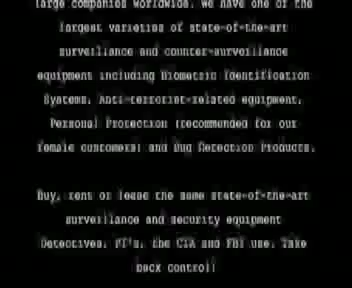 large companies worldwide. We have one of the
largest varieties of state-of-the-art
surveillance and counter-surveillance
equipment including Biometric Identification
Systems, Anti-terrorist-related equipment,
Personal Protection (recommended for our
female customers) and Bug Detection Products.
Buy, rent or lease the same state-of-the-art
surveillance and security equipment
Detectives, PI's, the CIA and FBI use. Take
back control!